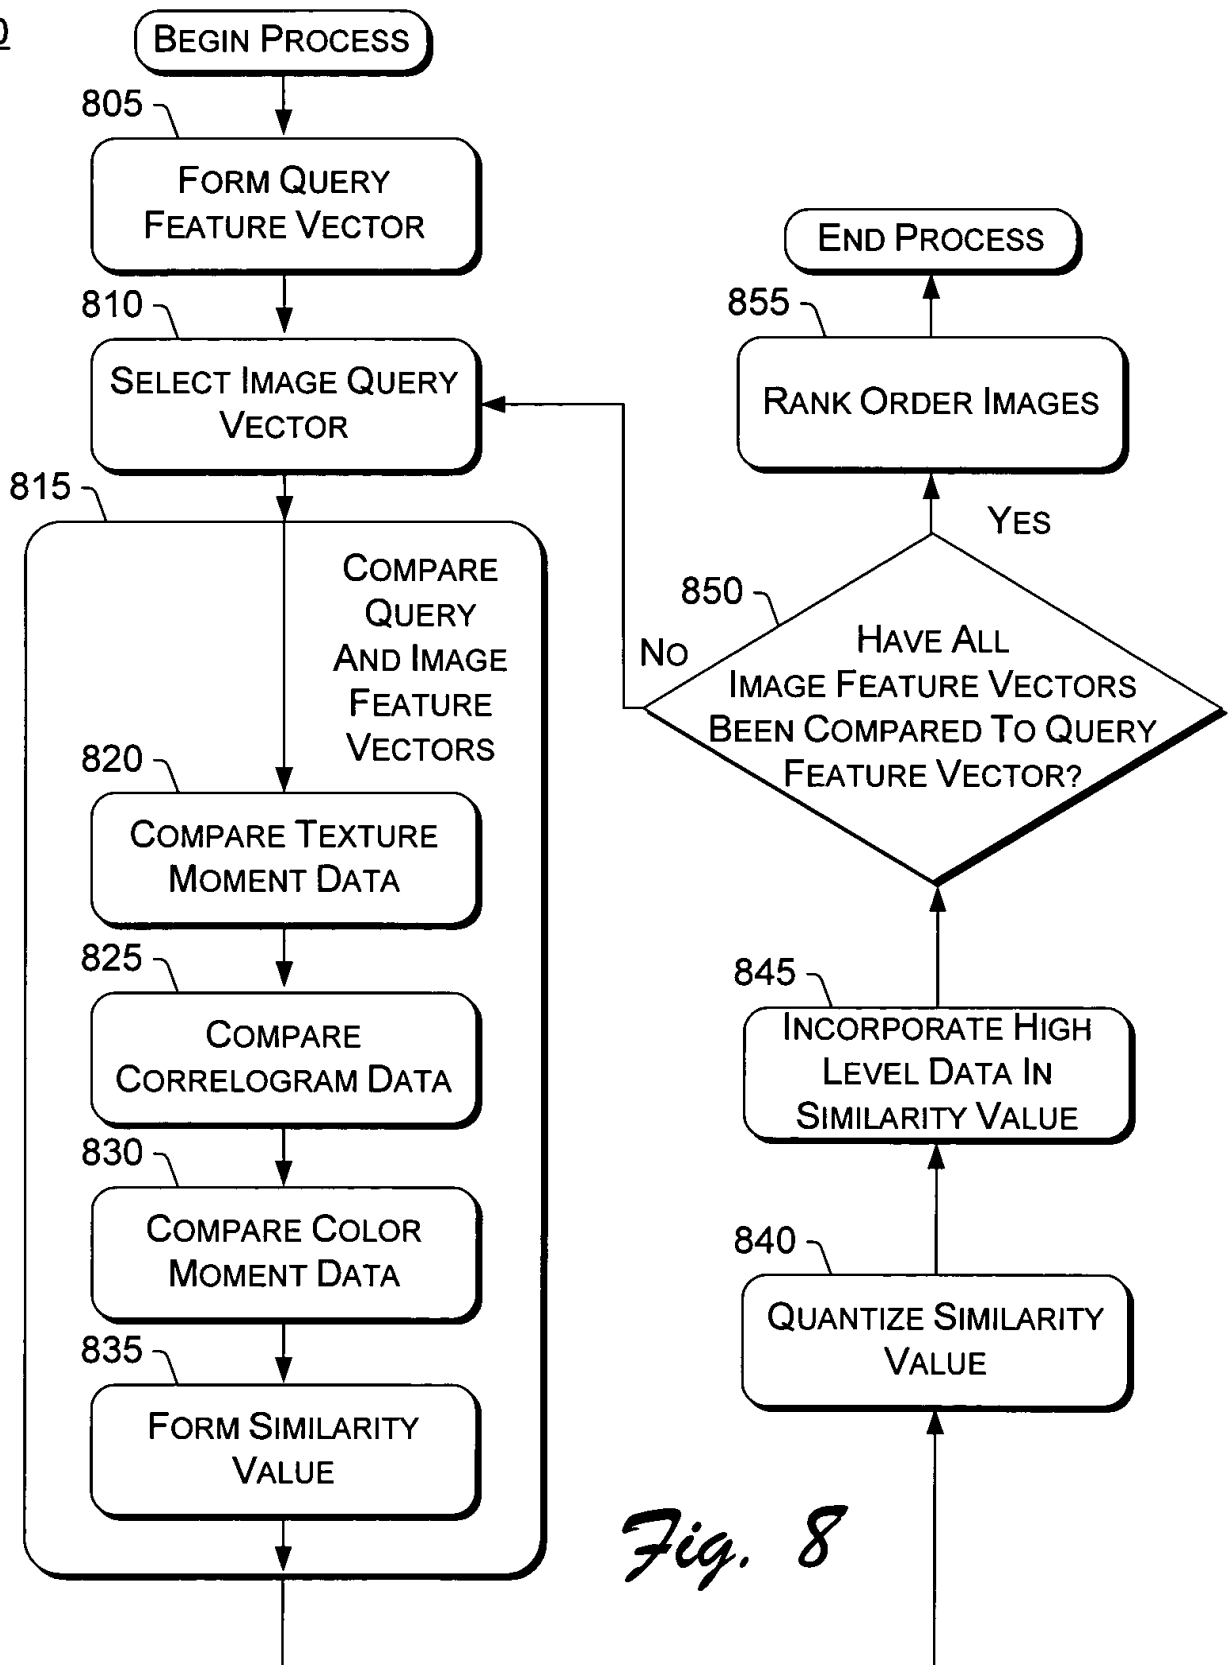 BEGIN PROCESS
805
FORM QUERY
FEATURE VECTOR
810
SELECT IMAGE QUERY
VECTOR
815
COMPARE
QUERY
AND IMAGE
FEATURE
VECTORS
820
COMPARE TEXTURE
MOMENT DATA
825
COMPARE
CORRELOGRAM DATA
830
COMPARE COLOR
MOMENT DATA
835
FORM SIMILARITY
VALUE
840
QUANTIZE SIMILARITY
VALUE
845
INCORPORATE HIGH
LEVEL DATA IN
SIMILARITY VALUE
850
HAVE ALL
IMAGE FEATURE VECTORS
BEEN COMPARED TO QUERY
FEATURE VECTOR?
NO
YES
855
RANK ORDER IMAGES
END PROCESS
Fig. 8